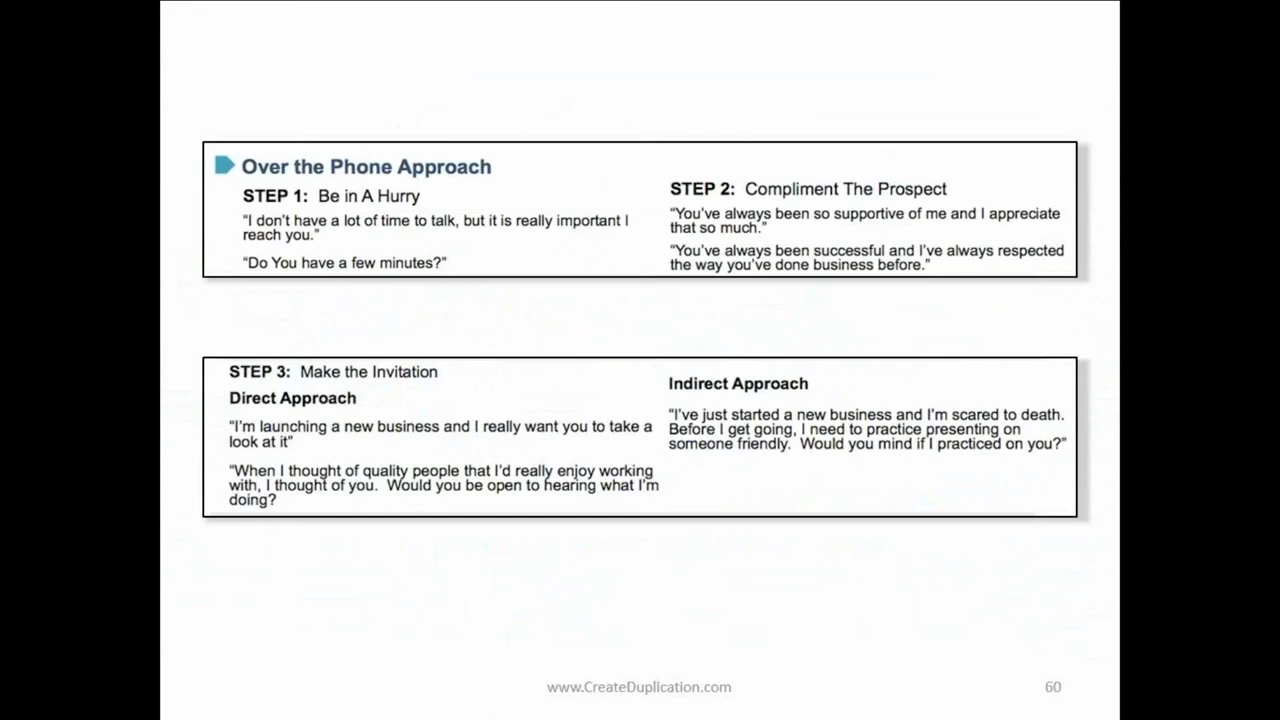 Over the Phone Approach
STEP 1: Be in A Hurry
“I don’t have a lot of time to talk, but it is really important I
reach you.”
“Do You have a few minutes?”
STEP 2: Compliment The Prospect
“You’ve always been so supportive of me and I appreciate
that so much.”
“You’ve always been successful and I’ve always respected
the way you’ve done business before.”
STEP 3: Make the Invitation
Direct Approach
“I’m launching a new business and I really want you to take a
look at it”
“When I thought of quality people that I’d really enjoy working
with, I thought of you. Would you be open to hearing what I’m
doing?
Indirect Approach
“I’ve just started a new business and I’m scared to death.
Before I get going, I need to practice presenting on
someone friendly. Would you mind if I practiced on you?”
www.CreateDuplication.com
60